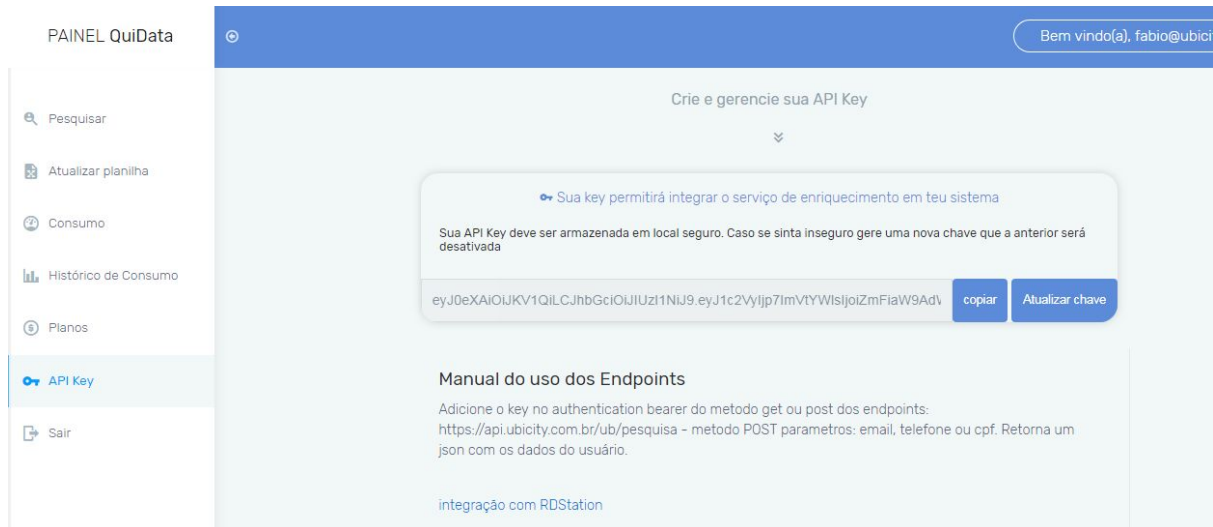 PAINEL QuiData
Bem vindo(a), fabio@ubici
Pesquisar
Atualizar planilha
Consumo
Histórico de Consumo
Planos
API Key
Sair
Crie e gerencie sua API Key
Sua key permitirá integrar o serviço de enriquecimento em teu sistema
Sua API Key deve ser armazenada em local seguro. Caso se sinta inseguro gere uma nova chave que a anterior será
desativada
eyJ0eXAiOiJKV1QiLCJhbGciOiJIUzI1NiJ9.eyJ1c2VyIjp7ImVtYWlsIjoiZmFiaW9AdV
copiar
Atualizar chave
Manual do uso dos Endpoints
Adicione o key no authentication bearer do metodo get ou post dos endpoints:
https://api.ubicity.com.br/ub/pesquisa - metodo POST parametros: email, telefone ou cpf. Retorna um
json com os dados do usuário.
integração com RDStation